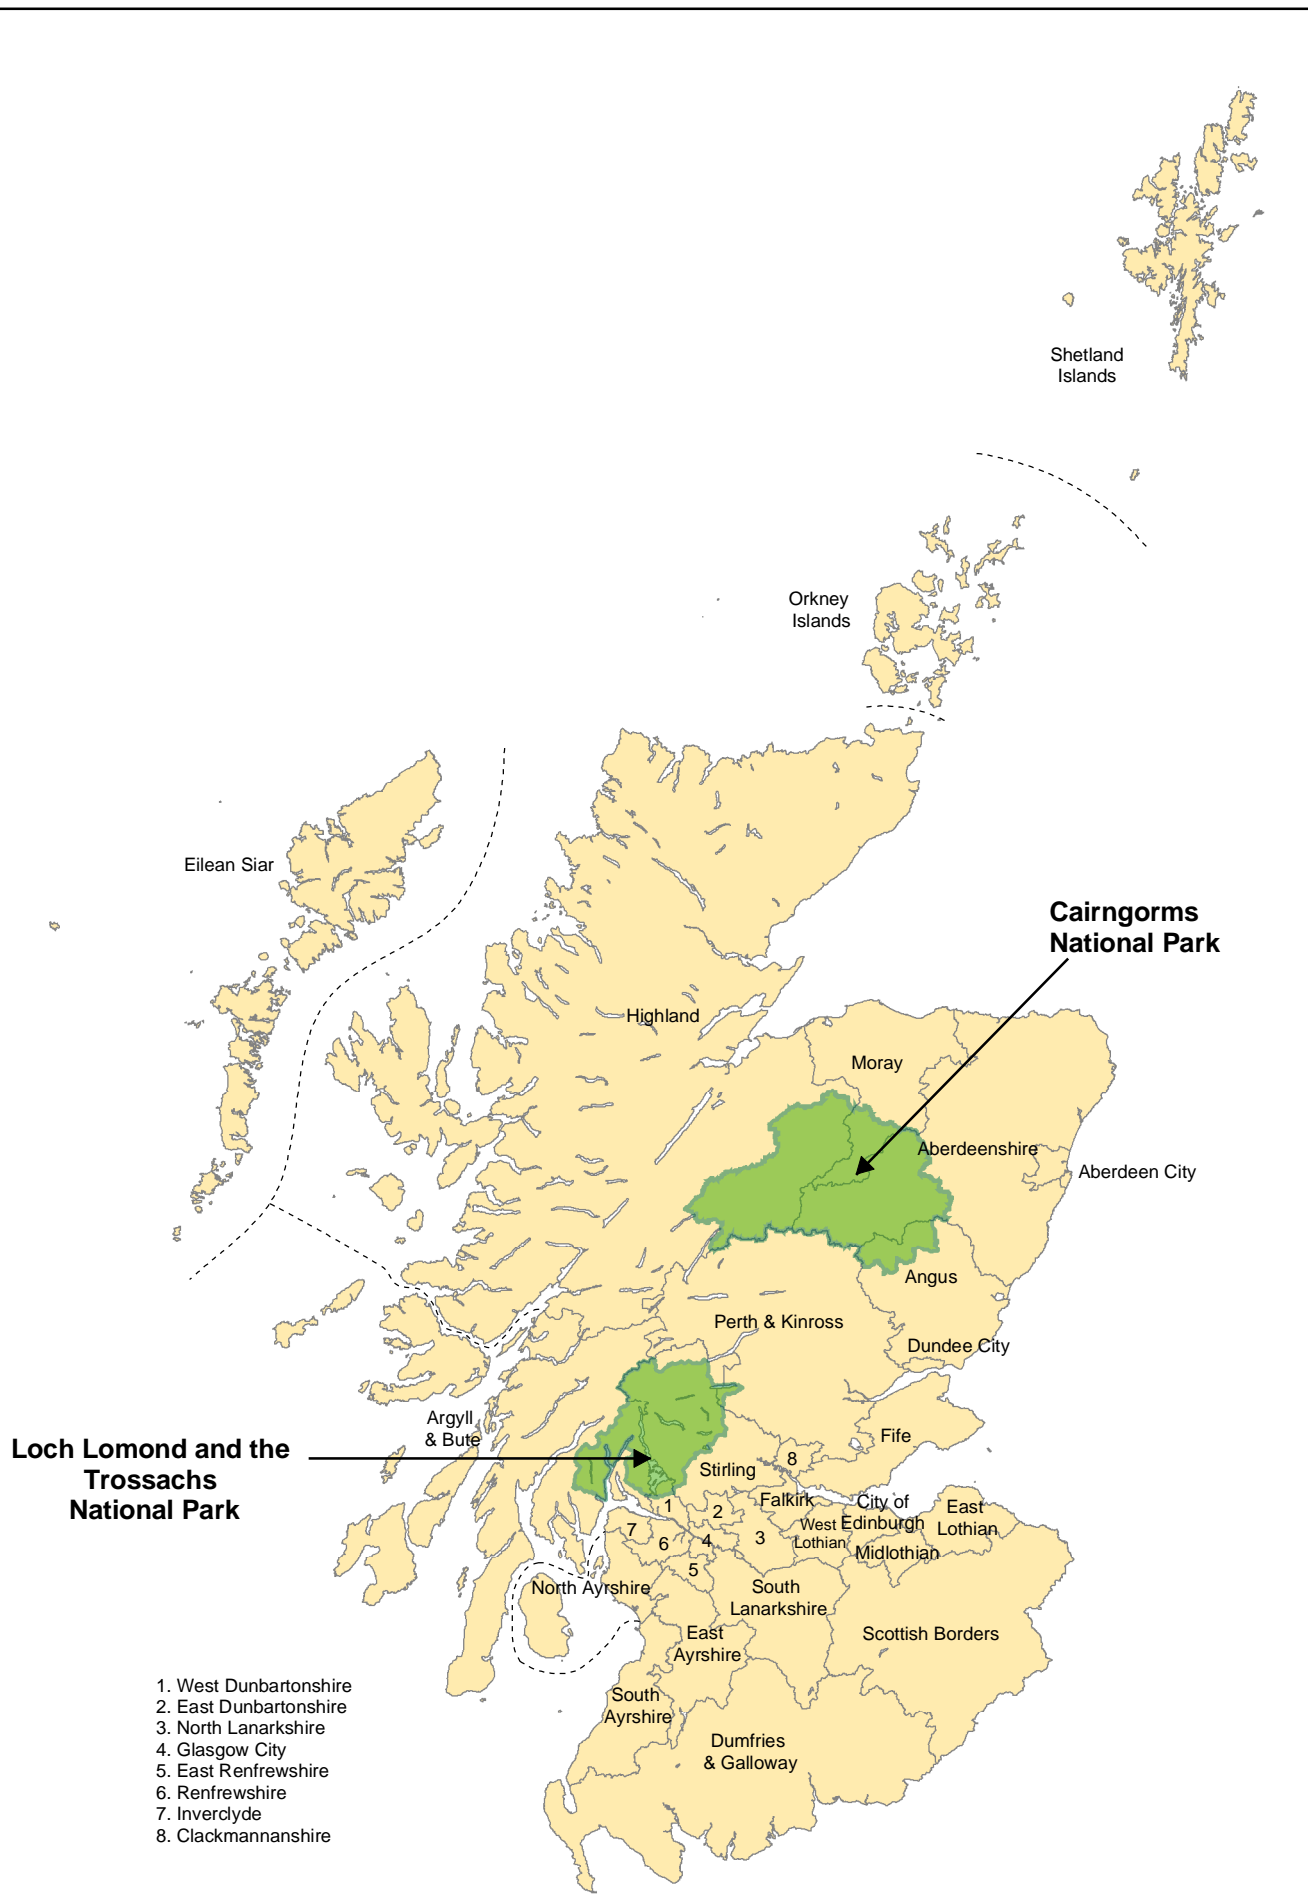 Shetland
Islands
Orkney
Islands
Eilean Siar
Cairngorms
National Park
Highland
Moray
Aberdeenshire
Aberdeen City
Angus
Perth & Kinross
Dundee City
Argyll
& Bute
Loch Lomond and the
Trossachs
National Park
Fife
8
Stirling
1
2
Falkirk
City of
Edinburgh
East
Lothian
7
6
4
3
West
Lothian
Midlothian
5
North Ayrshire
South
Lanarkshire
East
Ayrshire
Scottish Borders
South
Ayrshire
Dumfries
& Galloway
1. West Dunbartonshire
2. East Dunbartonshire
3. North Lanarkshire
4. Glasgow City
5. East Renfrewshire
6. Renfrewshire
7. Inverclyde
8. Clackmannanshire